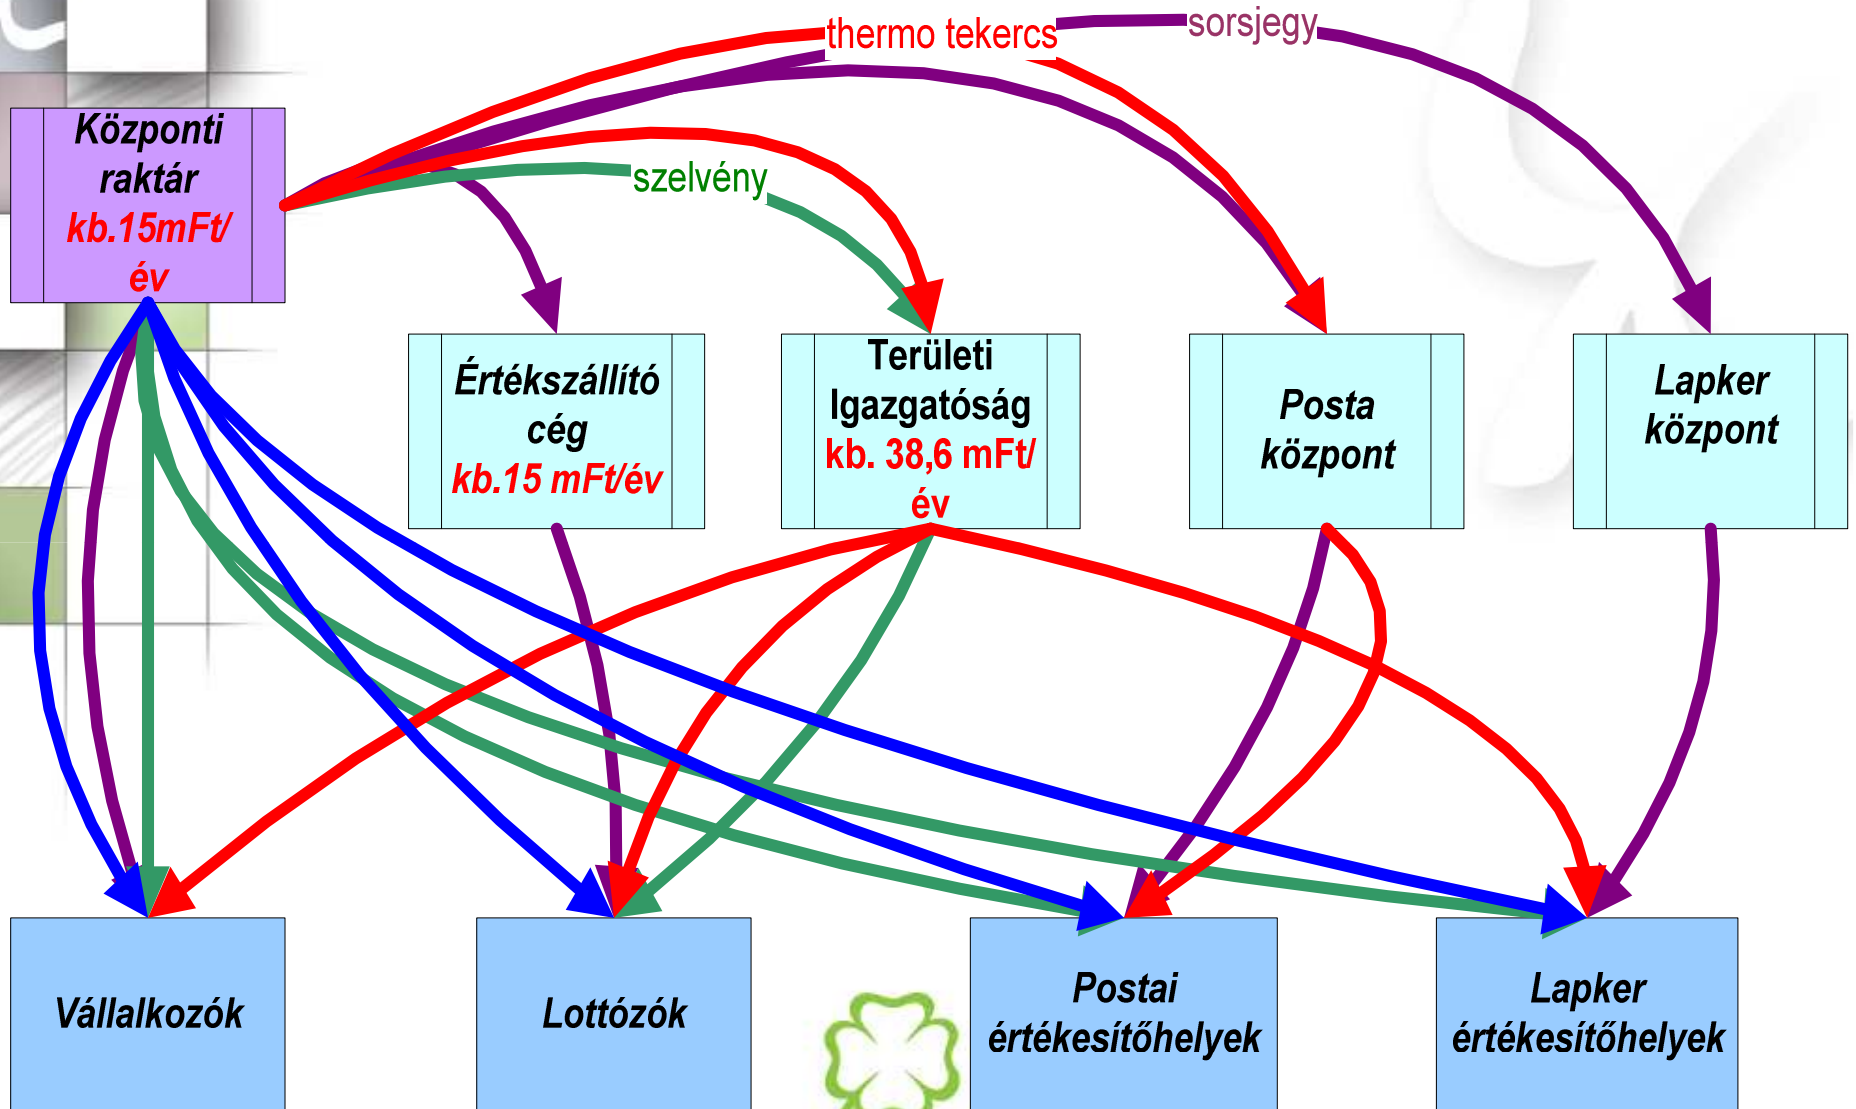 thermo tekercs
sorsjegy
szelvény
Központi
raktár
kb.15mFt/
év
Értékszállító
cég
kb.15 mFt/év
Területi
Igazgatóság
kb. 38,6 mFt/
év
Posta
központ
Lapker
központ
Vállalkozók
Lottózók
Postai
értékesítőhelyek
Lapker
értékesítőhelyek